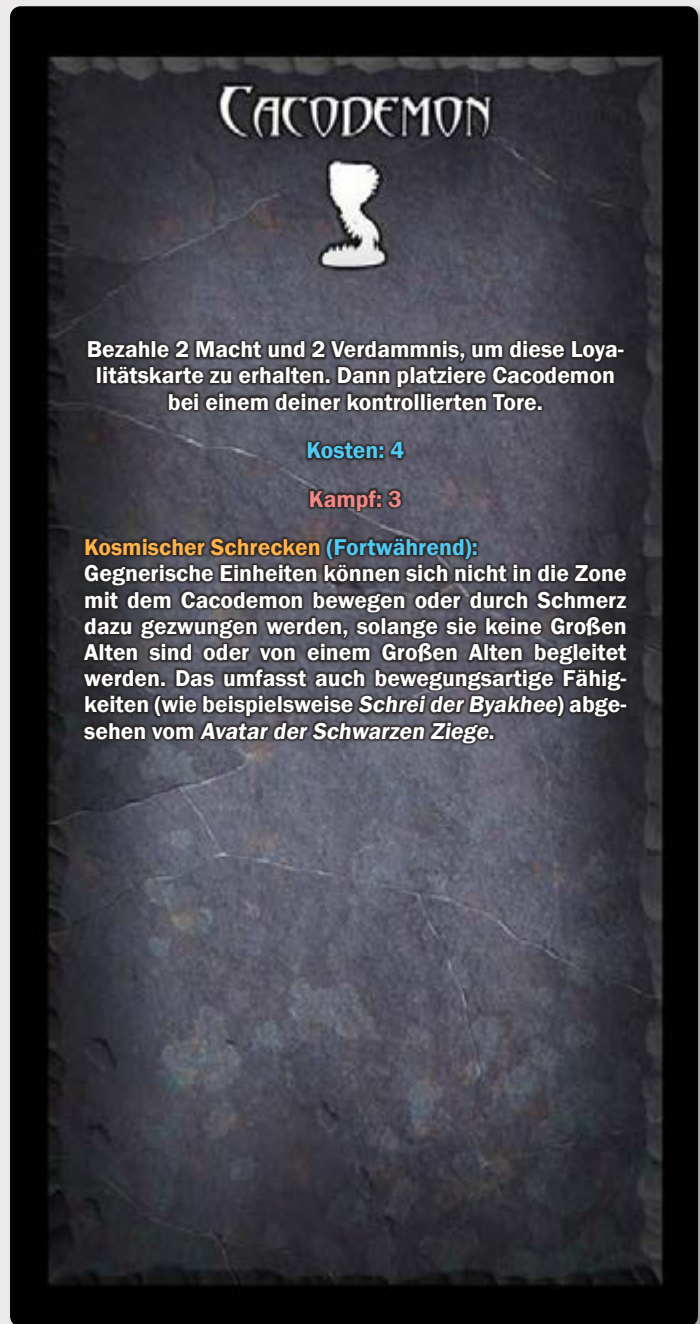 CACODEMON
Bezahle 2 Macht und 2 Verdammnis, um diese Loya-
litätskarte zu erhalten. Dann platziere Cacodemon
bei einem deiner kontrollierten Tore.
Kosten: 4
Kampf: 3
Kosmischer Schrecken (Fortwährend):
Gegnerische Einheiten können sich nicht in die Zone
mit dem Cacodemon bewegen oder durch Schmerz
dazu gezwungen werden, solange sie keine Großen
Alten sind oder von einem Großen Alten begleitet
werden. Das umfasst auch bewegungsartige Fähig-
keiten (wie beispielsweise Schrei der Byakhee) abge-
sehen vom Avatar der Schwarzen Ziege.